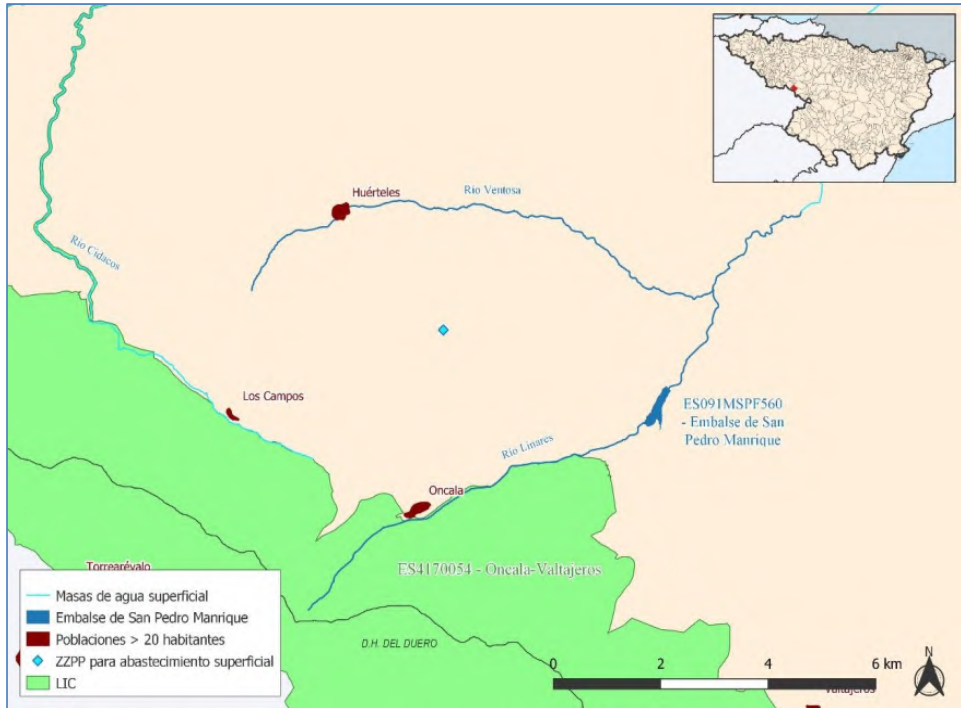 Huérteles
Río Ventosa
Río Cidacos
Los Campos
ES091MSPF560
- Embalse de San
Pedro Manrique
Río Linares
Oncala
ES4170054 - Oncala-Valtajeros
Torrearévalo
Masas de agua superficial
Embalse de San Pedro Manrique
Poblaciones > 20 habitantes
ZZPP para abastecimiento superficial
LIC
D.H. DEL DUERO
0 2 4 6 km
N
Valtajeros